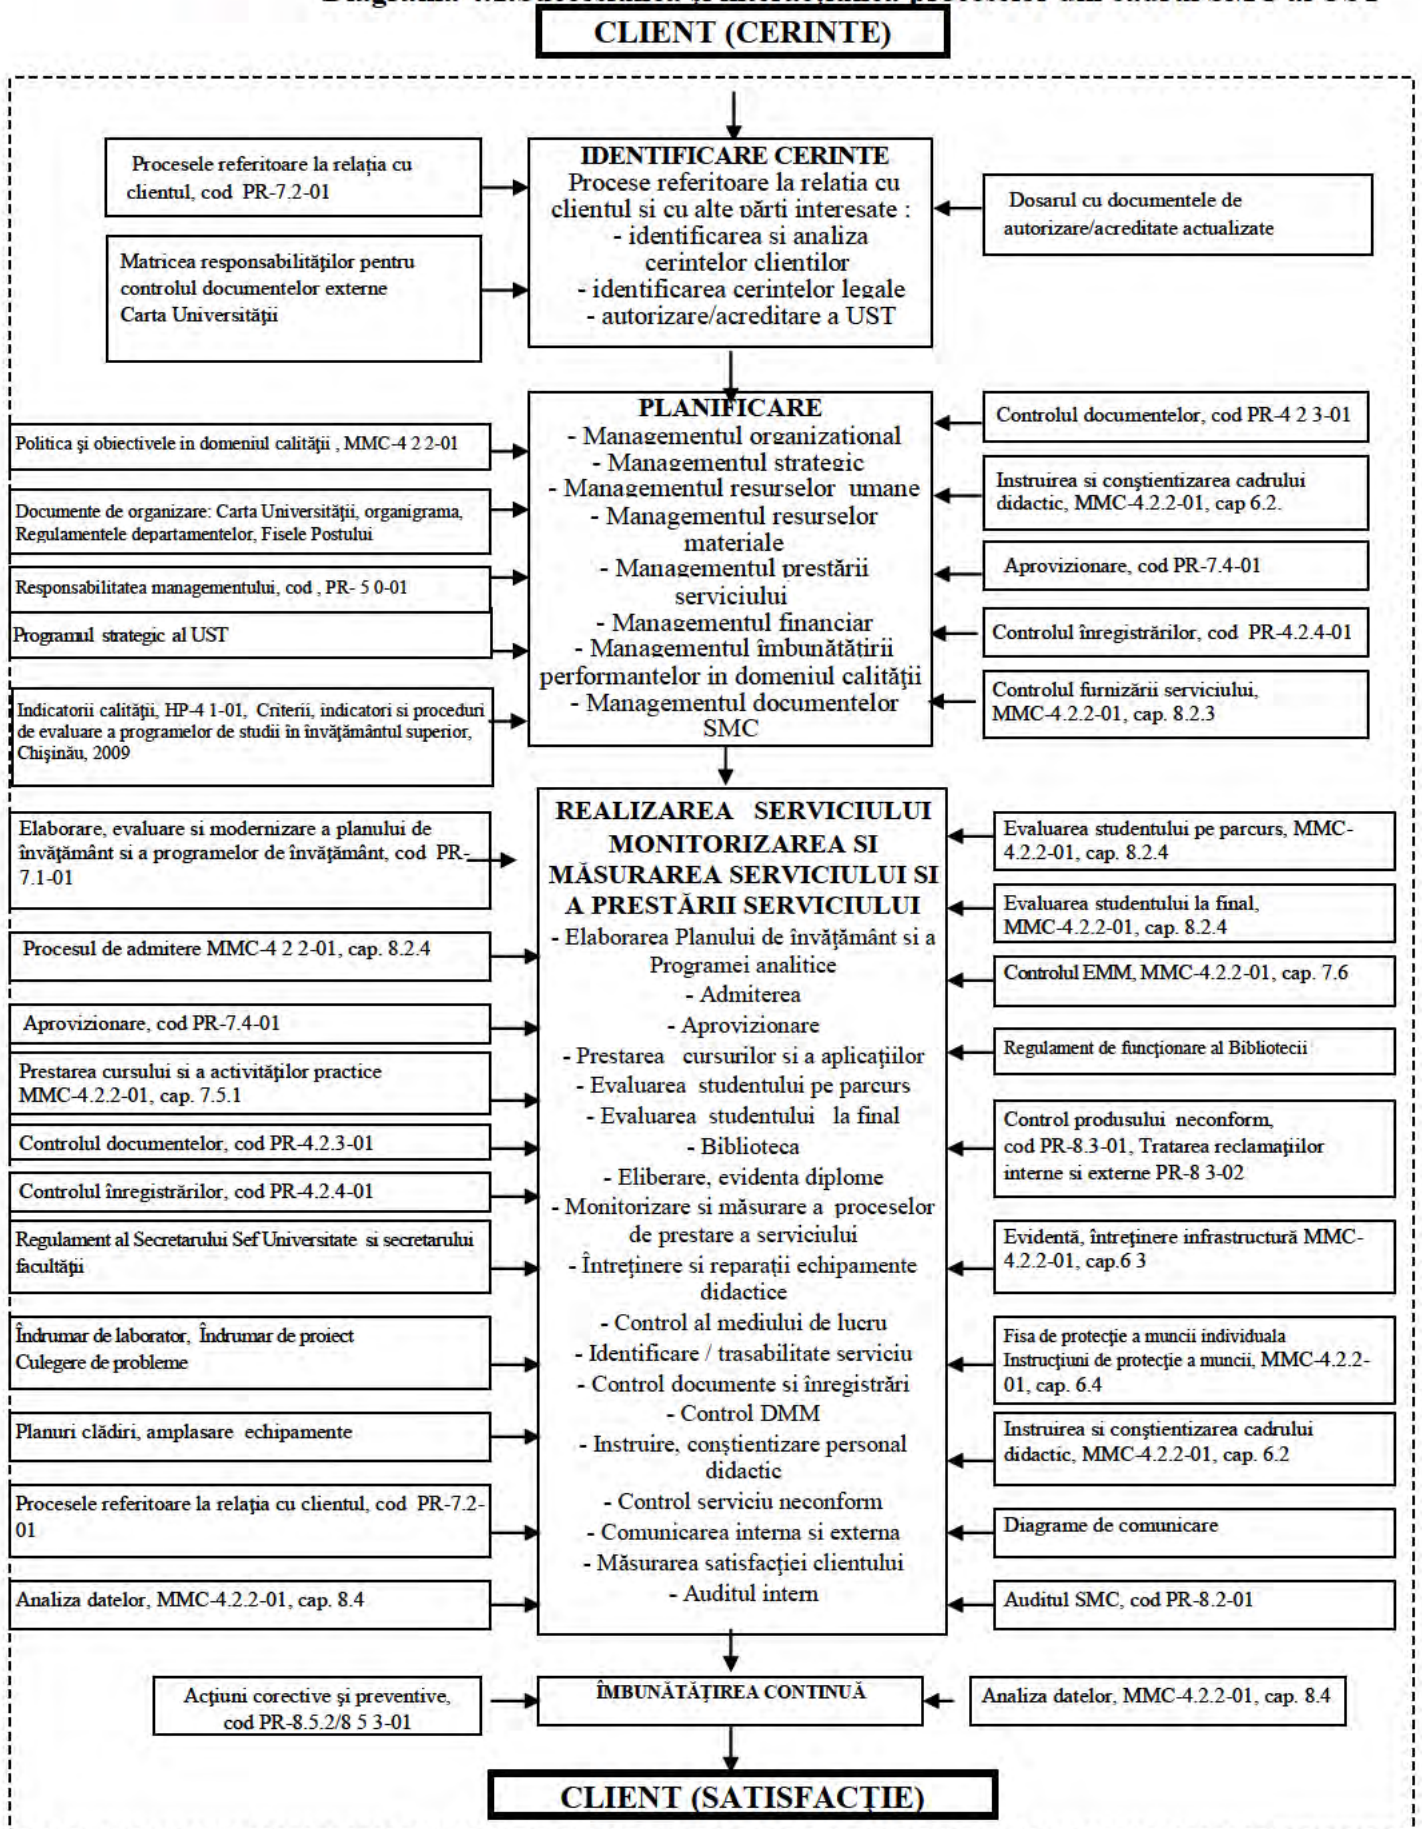 CLIENT (CERINTE)
Procesele referitoare la relația cu
clientul, cod PR-7.2-01
Matricea responsabilităților pentru
controlul documentelor externe
Carta Universității
IDENTIFICARE CERINTE
Procese referitoare la relatia cu
clientul si cu alte părti interesate :
- identificarea si analiza
cerintelor clientilor
- identificarea cerintelor legale
- autorizare/acreditare a UST
Dosarul cu documentele de
autorizare/acreditate actualizate
Politica şi obiectivele in domeniul calităţii , MMC-4 2 2-01
Documente de organizare: Carta Universităţii, organigrama,
Regulamentele departamentelor, Fisele Postului
Responsabilitatea managementului, cod , PR- 5 0-01
Programul strategic al UST
Indicatorii calităţii, HP-4 1-01, Criterii, indicatori si proceduri
de evaluare a programelor de studii în învăţământul superior,
Chişinău, 2009
PLANIFICARE
- Managementul organizational
- Managementul strategic
- Managementul resurselor umane
- Managementul resurselor
materiale
- Managementul prestării
serviciului
- Managementul financiar
- Managementul îmbunătătirii
performantelor in domeniul calităţii
- Managementul documentelor
SMC
Controlul documentelor, cod PR-4 2 3-01
Instruirea si conştientizarea cadrului
didactic, MMC-4.2.2-01, cap 6.2.
Aprovizionare, cod PR-7.4-01
Controlul înregistrărilor, cod PR-4.2.4-01
Controlul furnizării serviciului,
MMC-4.2.2-01, cap. 8.2.3
Elaborare, evaluare si modernizare a planului de
învăţământ si a programelor de învăţământ, cod PR-
7.1-01
Procesul de admitere MMC-4 2 2-01, cap. 8.2.4
Aprovizionare, cod PR-7.4-01
Prestarea cursului si a activităţilor practice
MMC-4.2.2-01, cap. 7.5.1
Controlul documentelor, cod PR-4.2.3-01
Controlul înregistrărilor, cod PR-4.2.4-01
Regulament al Secretarului Sef Universitate si secretarului
facultăţii
Îndrumar de laborator, Îndrumar de proiect
Culegere de probleme
Planuri clădiri, amplasare echipamente
Procesele referitoare la relaţia cu clientul, cod PR-7.2-
01
Analiza datelor, MMC-4.2.2-01, cap. 8.4
REALIZAREA SERVICIULUI
MONITORIZAREA SI
MĂSURAREA SERVICIULUI SI
A PRESTĂRII SERVICIULUI
- Elaborarea Planului de învăţământ si a
Programei analitice
- Admiterea
- Aprovizionare
- Prestarea cursurilor si a aplicaţiilor
- Evaluarea studentului pe parcurs
- Evaluarea studentului la final
- Biblioteca
- Eliberare, evidenta diplome
- Monitorizare si măsurare a proceselor
de prestare a serviciului
- Întreținere si reparații echipamente
didactice
- Control al mediului de lucru
- Identificare / trasabilitate serviciu
- Control documente si înregistrări
- Control DMM
- Instruire, conștientizare personal
didactic
- Control serviciu neconform
- Comunicarea interna si externa
- Măsurarea satisfacției clientului
- Auditul intern
Evaluarea studentului pe parcurs, MMC-
4.2.2-01, cap. 8.2.4
Evaluarea studentului la final,
MMC-4.2.2-01, cap. 8.2.4
Controlul EMM, MMC-4.2.2-01, cap. 7.6
Regulament de funcţionare al Bibliotecii
Control produsului neconform,
cod PR-8.3-01, Tratarea reclamaţiilor
interne si externe PR-8 3-02
Evidentă, întreţinere infrastructură MMC-
4.2.2-01, cap.6 3
Fisa de protecţie a muncii individuala
Instrucţiuni de protecţie a muncii, MMC-4.2.2-
01, cap. 6.4
Instruirea si conştientizarea cadrului
didactic, MMC-4.2.2-01, cap. 6.2
Diagrame de comunicare
Auditul SMC, cod PR-8.2-01
Acţiuni corective şi preventive,
cod PR-8.5.2/8 5 3-01
ÎMBUNĂTĂŢIREA CONTINUĂ
Analiza datelor, MMC-4.2.2-01, cap. 8.4
CLIENT (SATISFACȚIE)